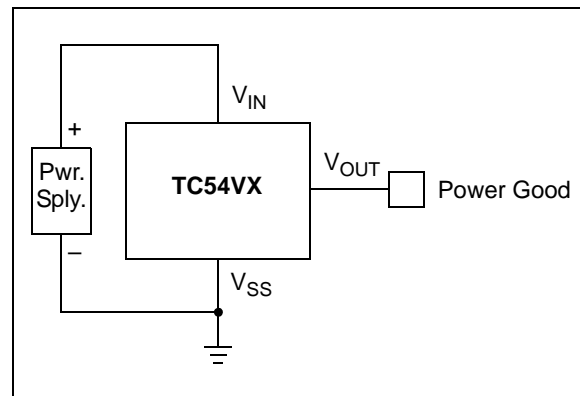 V_IN
+
Pwr.
Sply.
TC54VX
V_OUT
Power Good
–
V_SS